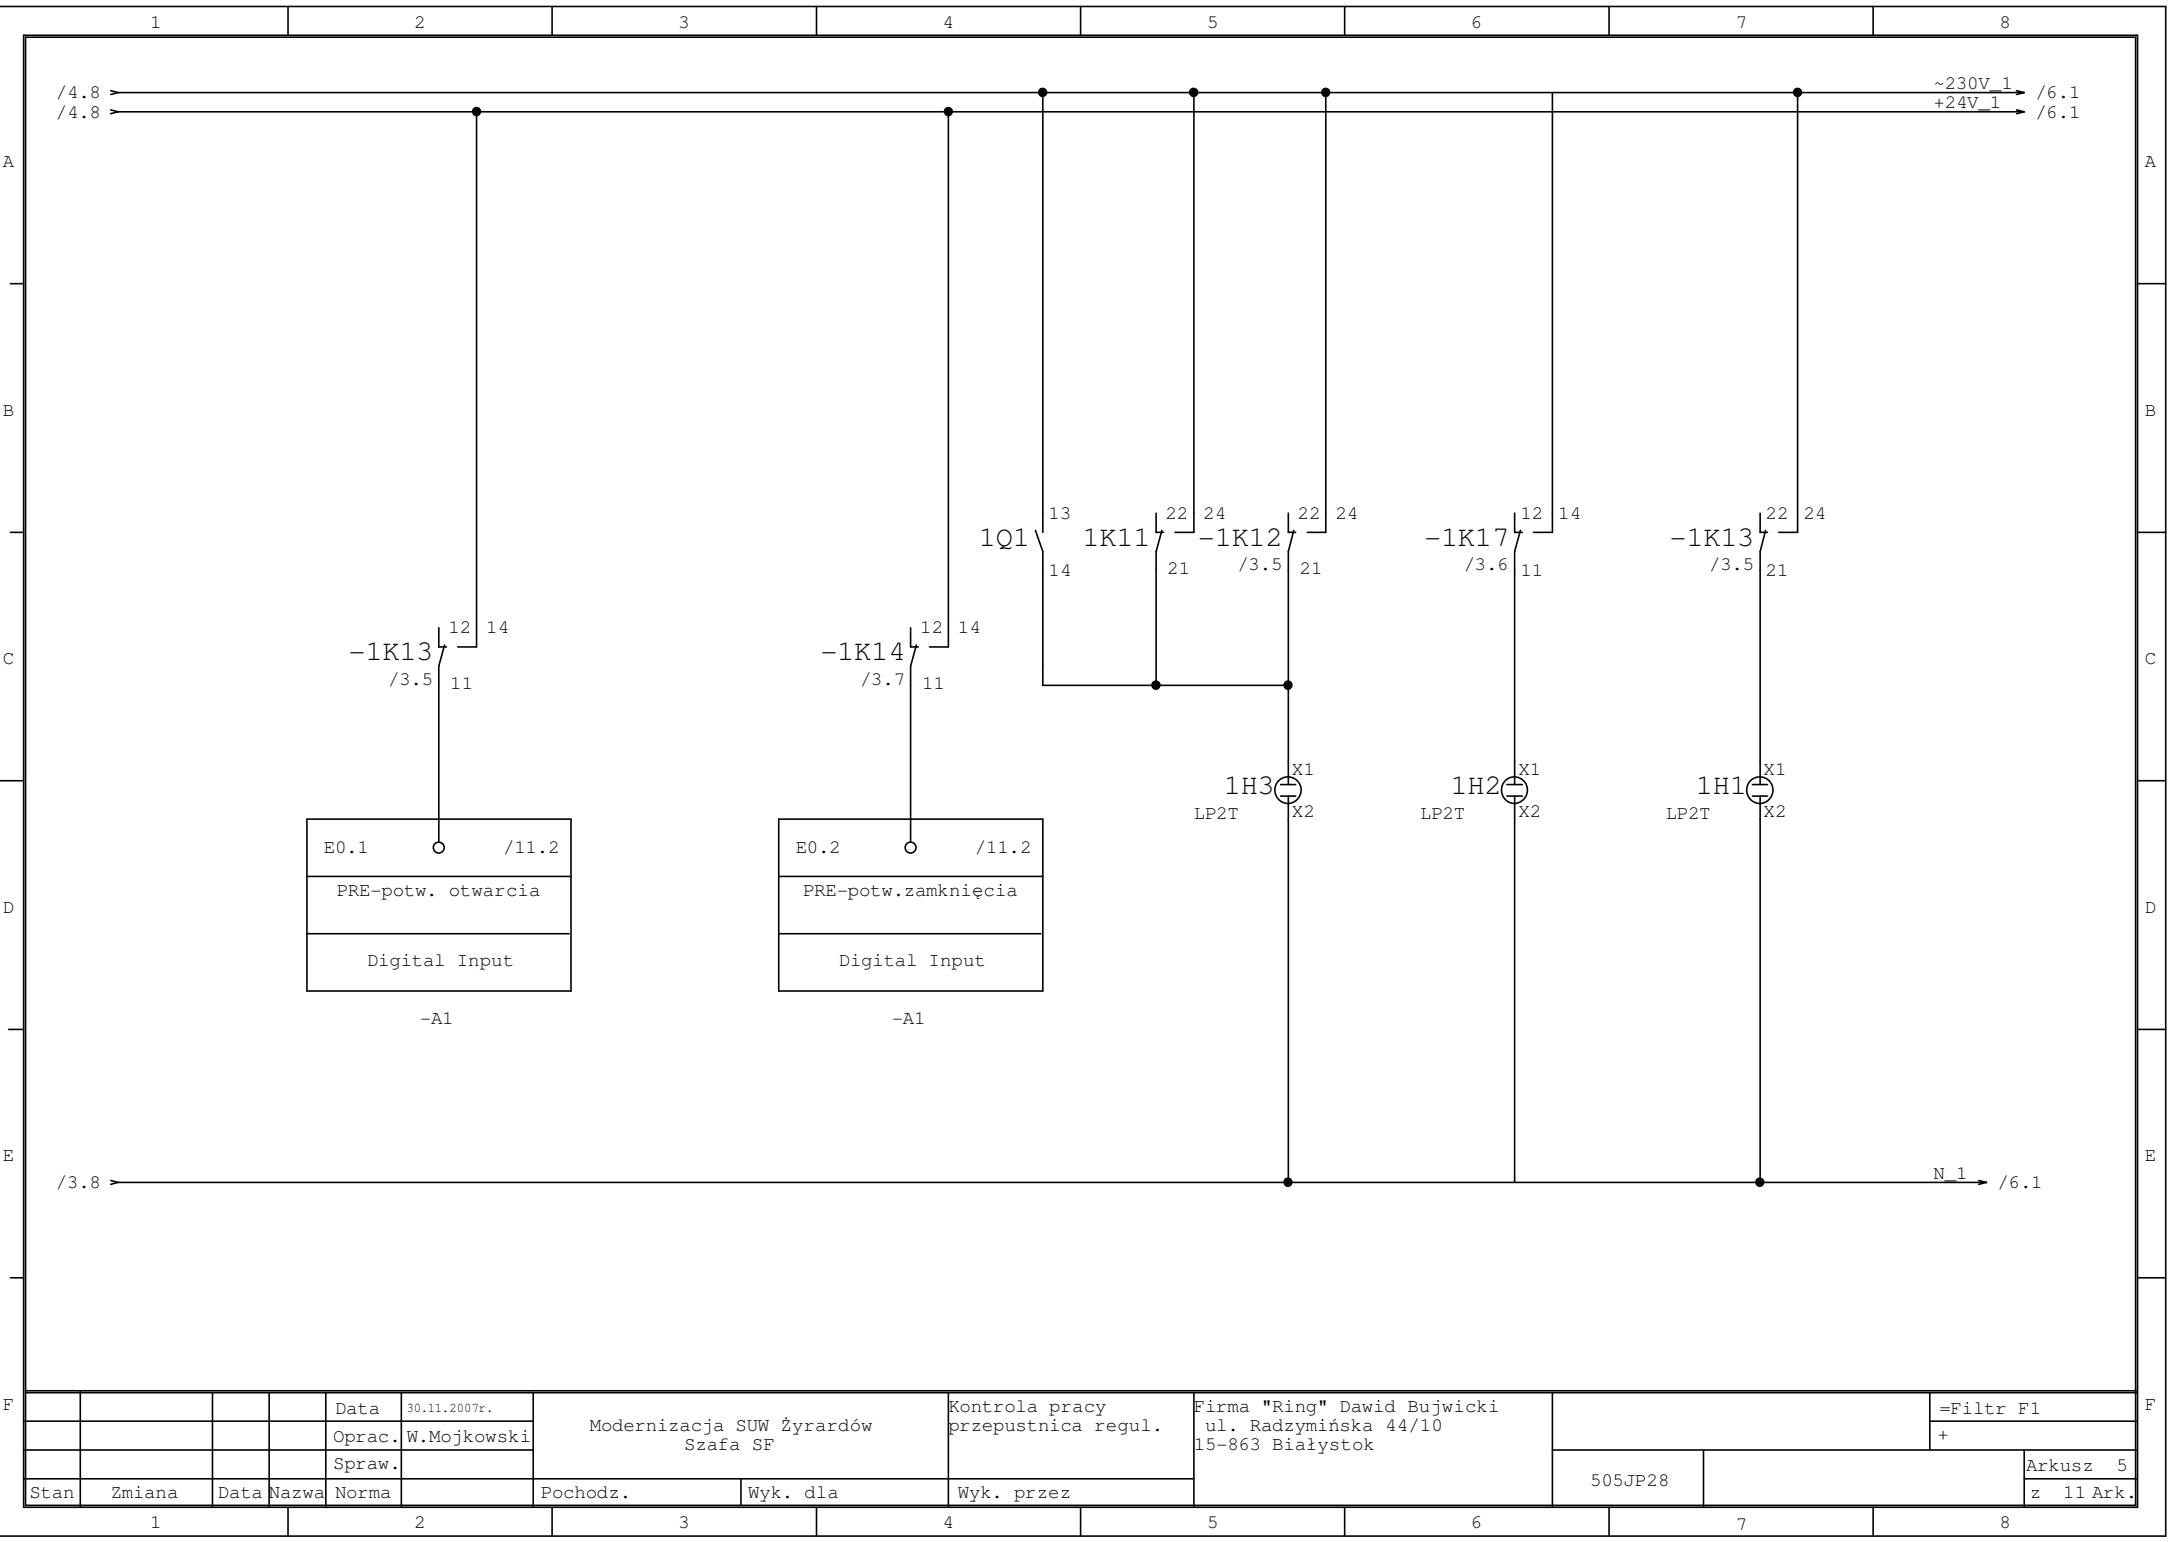 1 2 3 4 5 6 7 8
/4.8 ~230V_1 /6.1
/4.8 +24V_1 /6.1
A A
B B
13 22 24 22 24 12 14 22 24
1Q1 1K11 -1K12 -1K17 -1K13
/3.5 /3.6 /3.5
14 21 21 11 21
12 14 12 14
-1K13 -1K14
C C
/3.5 11 /3.7 11
X1 X1 X1
1H3 1H2 1H1
LP2T X2 LP2T X2 LP2T X2
E0.1 /11.2 E0.2 /11.2
PRE-potw. otwarcia PRE-potw.zamknięcia
D D
Digital Input Digital Input
-A1 -A1
E E
/3.8 N_1 /6.1
F F
Data 30.11.2007r.
Oprac. W.Mojkowski
Spraw.
Stan Zmiana Data Nazwa Norma
Modernizacja SUW Żyrardów
Szafa SF
Pochodz. Wyk. dla
Kontrola pracy
przepustnica regul.
Wyk. przez
Firma "Ring" Dawid Bujwicki
ul. Radzymińska 44/10
15-863 Białystok
505JP28
=Filtr F1
+
Arkusz 5
z 11 Ark.
1 2 3 4 5 6 7 8